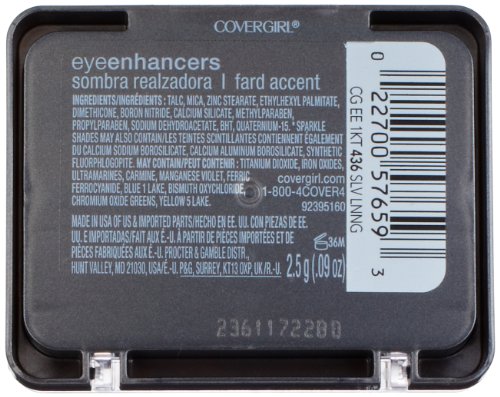 COVERGIRL®
eyeenhancers
sombra realzadora | fard accent
INGREDIENTS/INGRÉDIENTS: TALC, MICA, ZINC STEARATE, ETHYLHEXYL PALMITATE,
DIMETHICONE, BORON NITRIDE, CALCIUM SILICATE, METHYLPARABEN,
PROPYLPARABEN, SODIUM DEHYDROACETATE, BHT, QUATERNIUM-15. *SPARKLE
SHADES MAY ALSO CONTAIN/LES TEINTES SCINTILLANTES CONTIENNENT ÉGALEMENT
DU CALCIUM SODIUM BOROSILICATE, CALCIUM ALUMINUM BOROSILICATE, SYNTHETIC
FLUORPHLOGOPITE. MAY CONTAIN/PEUT CONTENIR: TITANIUM DIOXIDE, IRON OXIDES,
ULTRAMARINES, CARMINE, MANGANESE VIOLET, FERRIC
FERROCYANIDE, BLUE 1 LAKE, BISMUTH OXYCHLORIDE,
CHROMIUM OXIDE GREENS, YELLOW 5 LAKE.
covergirl.com
1-800-4COVER4
92395160
MADE IN USA OF US & IMPORTED PARTS/HECHO EN EE. UU. CON PIEZAS DE EE.
UU. E IMPORTADAS/FAIT AUX É.-U. À PARTIR DE PIÈCES IMPORTÉES ET DE
PIÈCES FABRIQUÉES AUX É.-U. PROCTER & GAMBLE DISTR.,
HUNT VALLEY, MD 21030, USA/É.-U. P&G, SURREY, KT13 0XP, UK/R.-U.
36M
2.5 g (.09 oz)
CG EE 1KT 436 SLV LNNG
0 22700 57659 3
2361172200